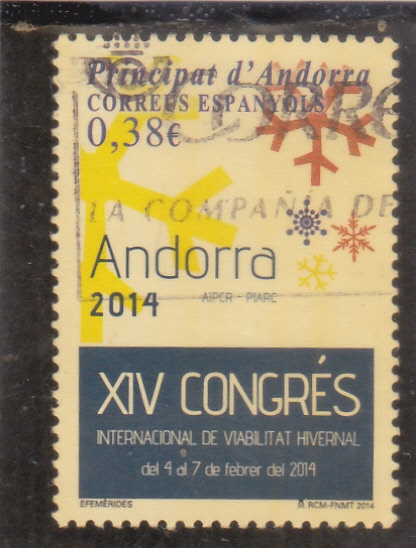 Principat d'Andorra
CORREUS ESPANYOLS
0,38€
LA COMPAÑIA DE
Andorra
2014
AIPCR - PIARC
XIV CONGRÉS
INTERNACIONAL DE VIABILITAT HIVERNAL
del 4 al 7 de febrer del 2014
EFEMÈRIDES
RCM-FNMT 2014